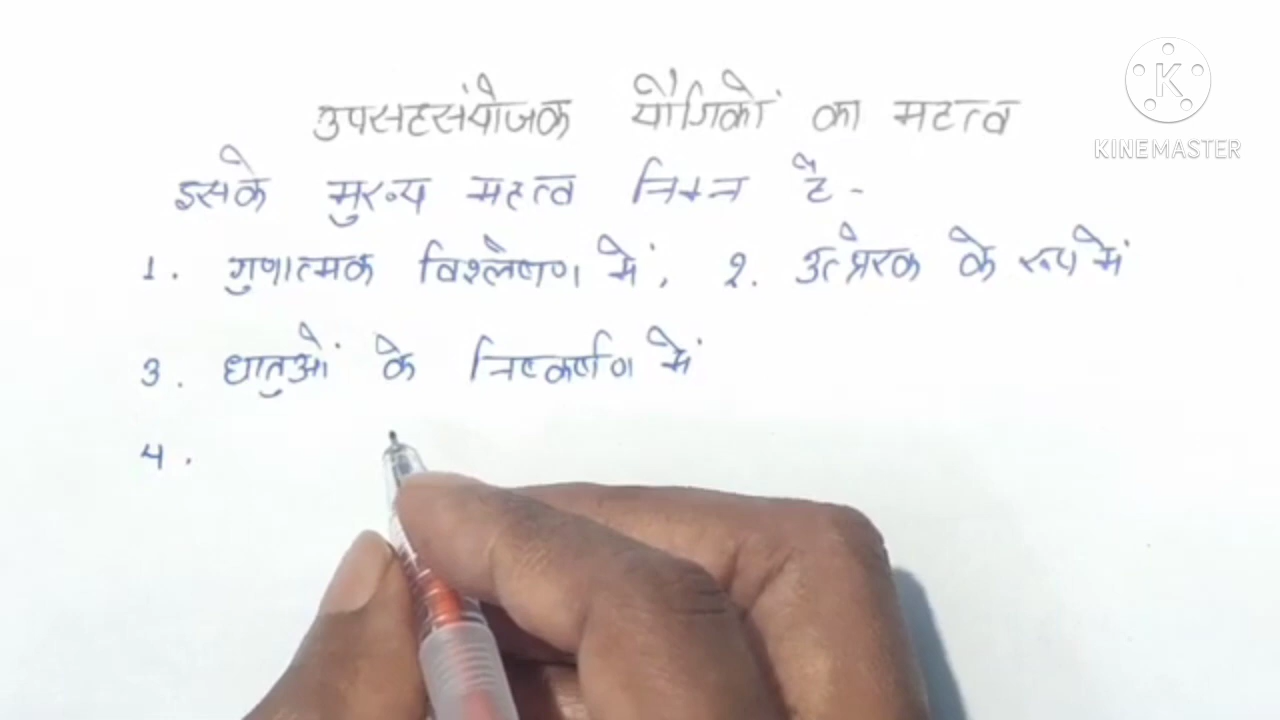 उपसहसंयोजक यौगिकों का महत्व
इसके मुख्य महत्व निम्न है -
1. गुणात्मक विश्लेषण में, 2. उत्प्रेरक के रूप में
3. धातुओं के निष्कर्षण में
4.
KINEMASTER